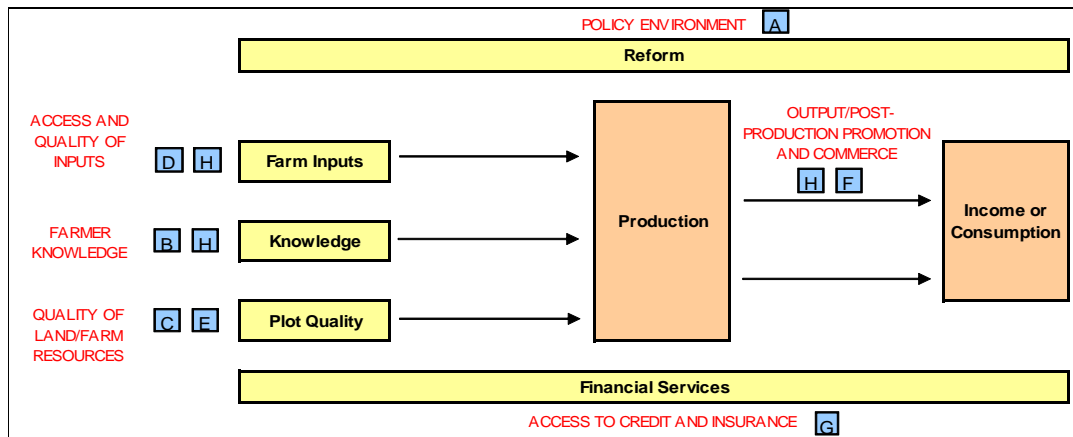 POLICY ENVIRONMENT A
Reform
ACCESS AND
QUALITY OF
INPUTS
D H
Farm Inputs
FARMER
KNOWLEDGE
B H
Knowledge
QUALITY OF
LAND/FARM
RESOURCES
C E
Plot Quality
Production
OUTPUT/POST-
PRODUCTION PROMOTION
AND COMMERCE
H F
Income or
Consumption
Financial Services
ACCESS TO CREDIT AND INSURANCE G